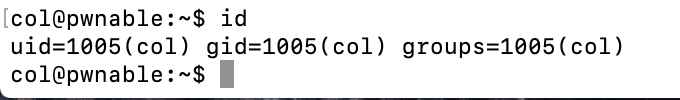 [col@pwnable:~$ id
uid=1005(col) gid=1005(col) groups=1005(col)
col@pwnable:~$